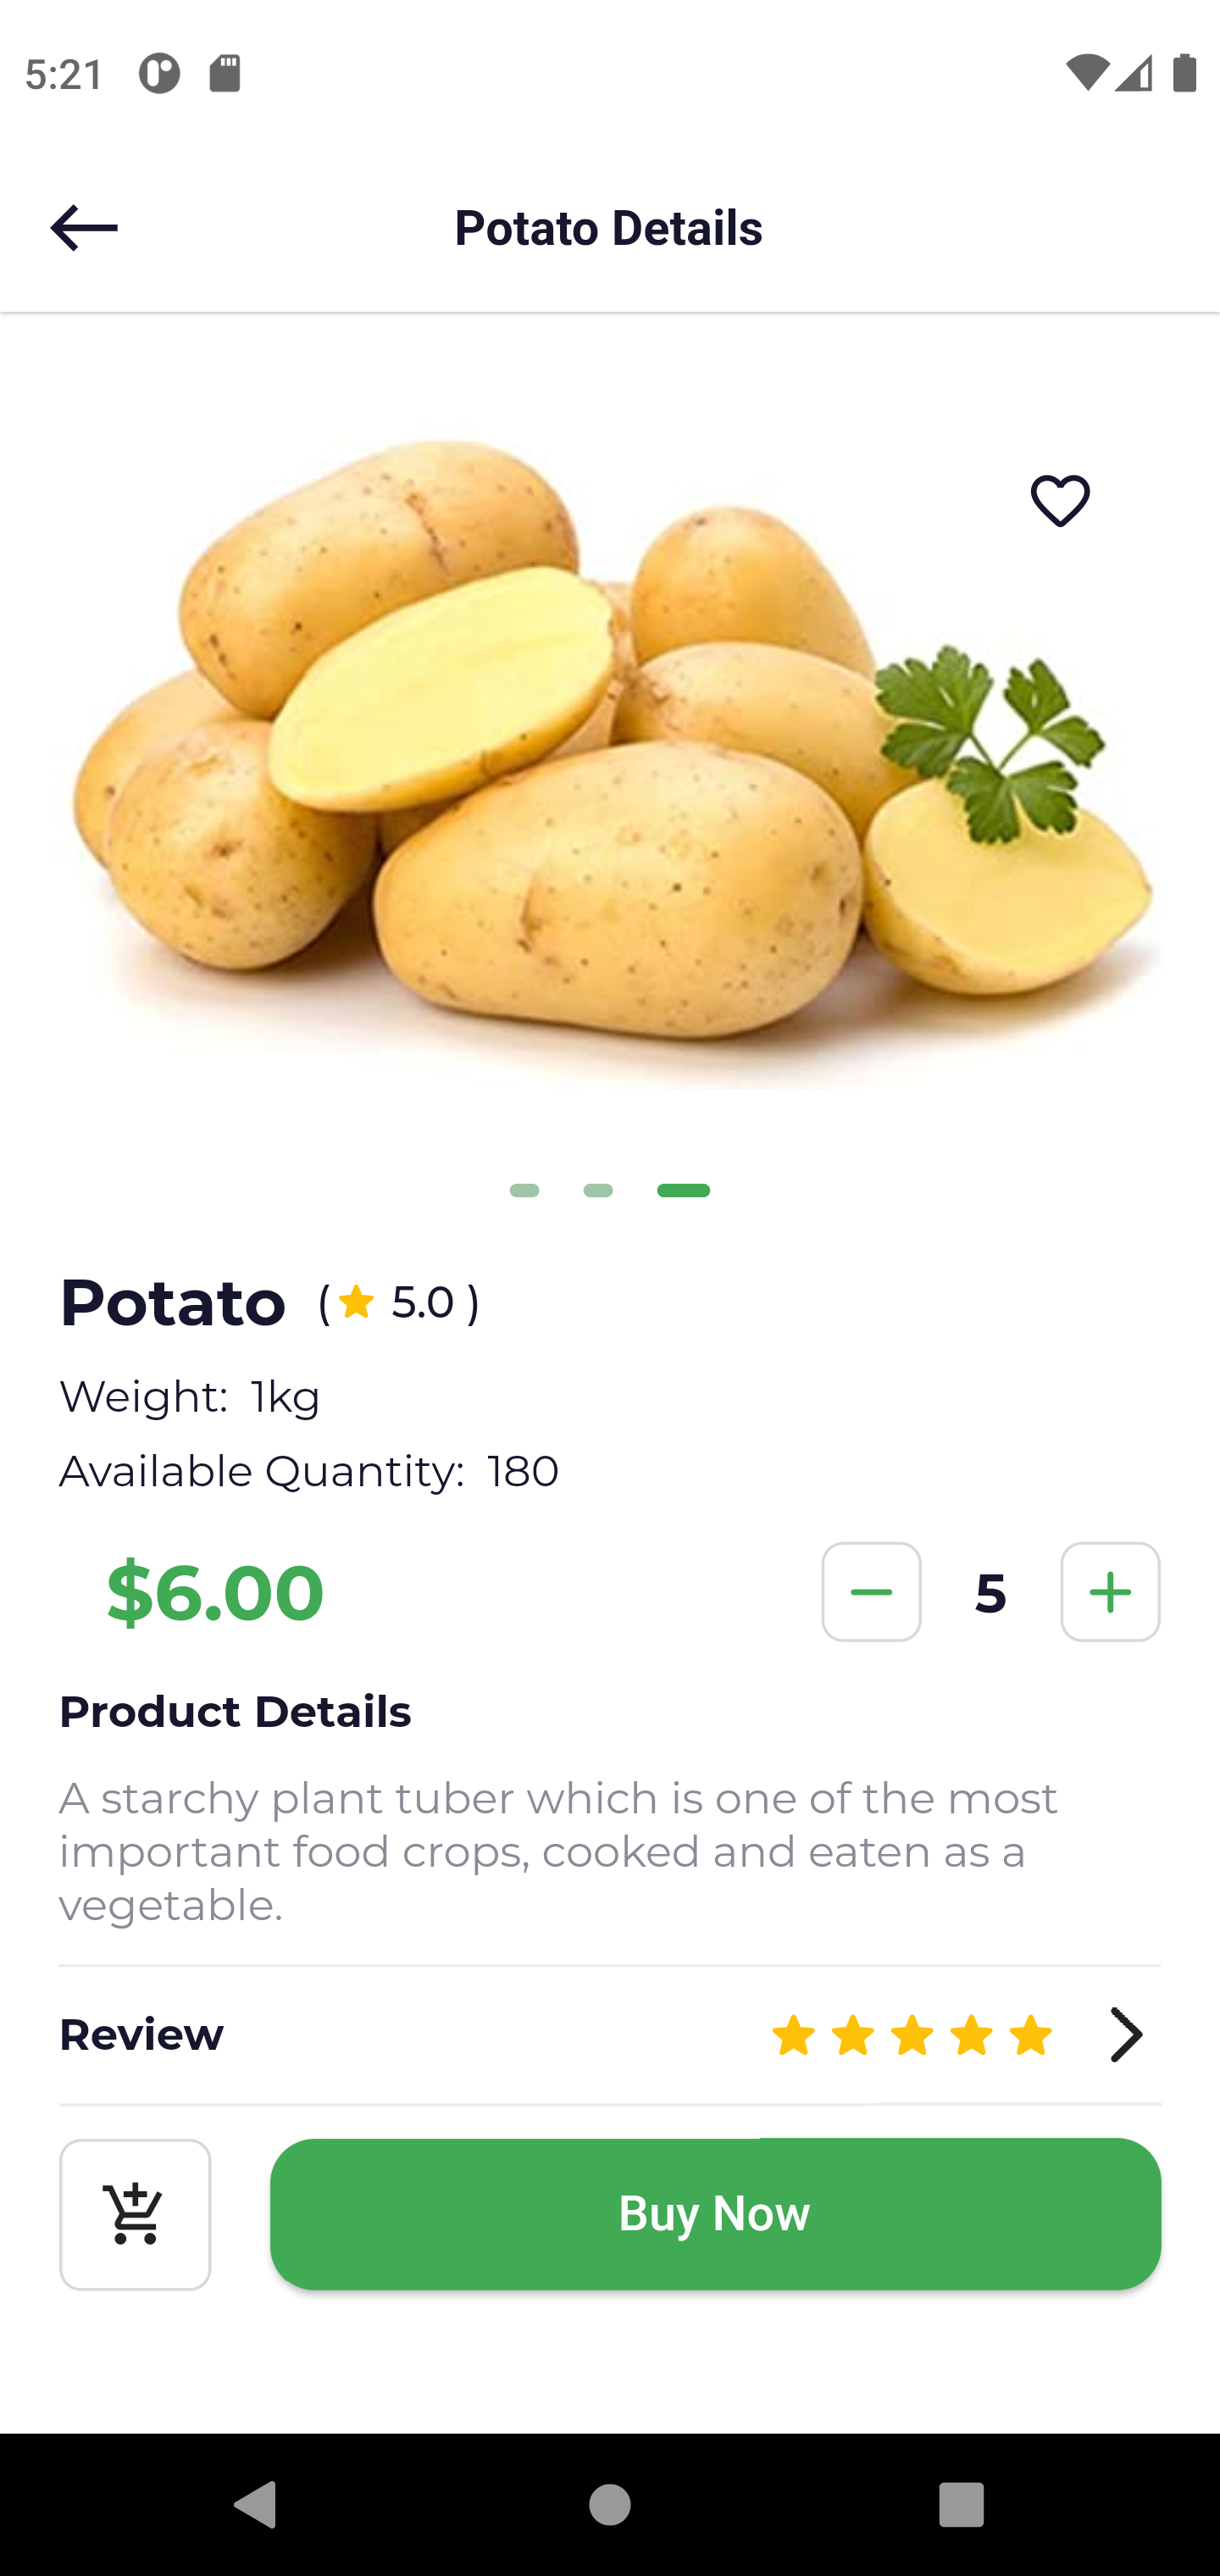 5:21
Potato Details
Potato ( 5.0 )
Weight: 1kg
Available Quantity: 180
$6.00 5
Product Details
A starchy plant tuber which is one of the most
important food crops, cooked and eaten as a
vegetable.
Review
Buy Now